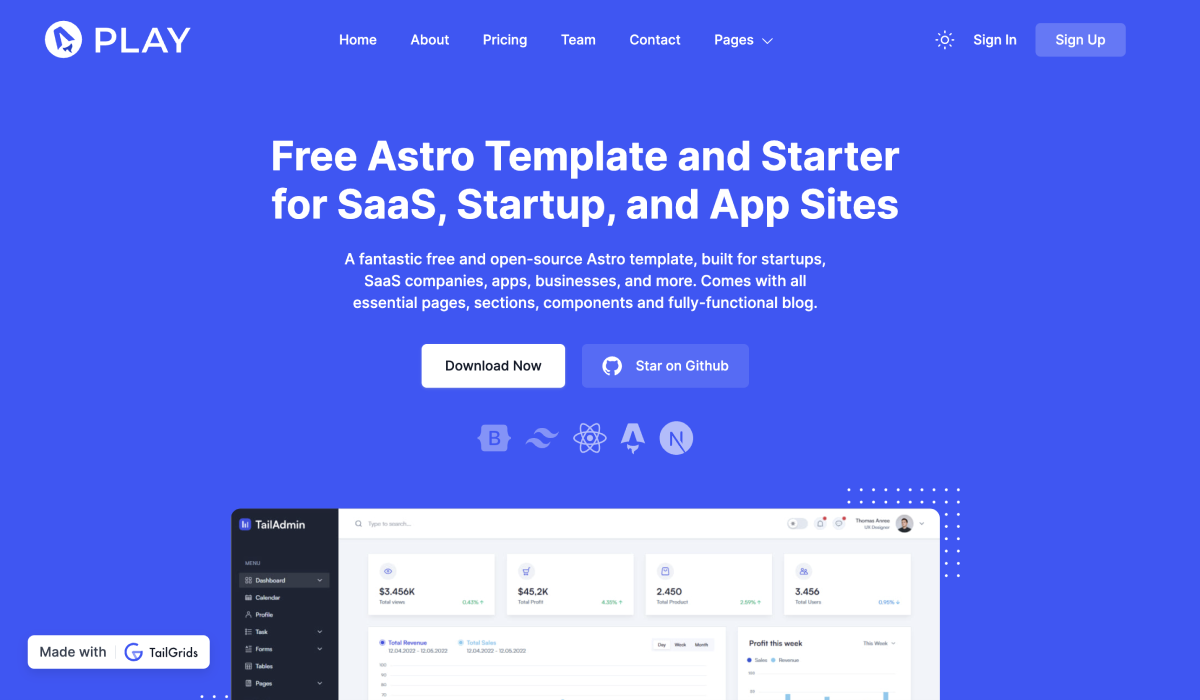 PLAY
Home About Pricing Team Contact Pages
Sign In Sign Up
Free Astro Template and Starter
for SaaS, Startup, and App Sites
A fantastic free and open-source Astro template, built for startups,
SaaS companies, apps, businesses, and more. Comes with all
essential pages, sections, components and fully-functional blog.
Download Now
Star on Github
B
N
TailAdmin
MENU
Dashboard
Calendar
Profile
Task
Forms
Tables
Pages
Type to search...
Thomas Anree
UX Designer
$3.456K
Total views 0.43%
$45,2K
Total Profit 4.35%
2.450
Total Product 2.59%
3.456
Total Users 0.95%
Total Revenue
12.04.2022 - 12.05.2022
Total Sales
12.04.2022 - 12.05.2022
Day Week Month
100
90
80
70
Profit this week
This Week
Sales Revenue
100
Made with TailGrids